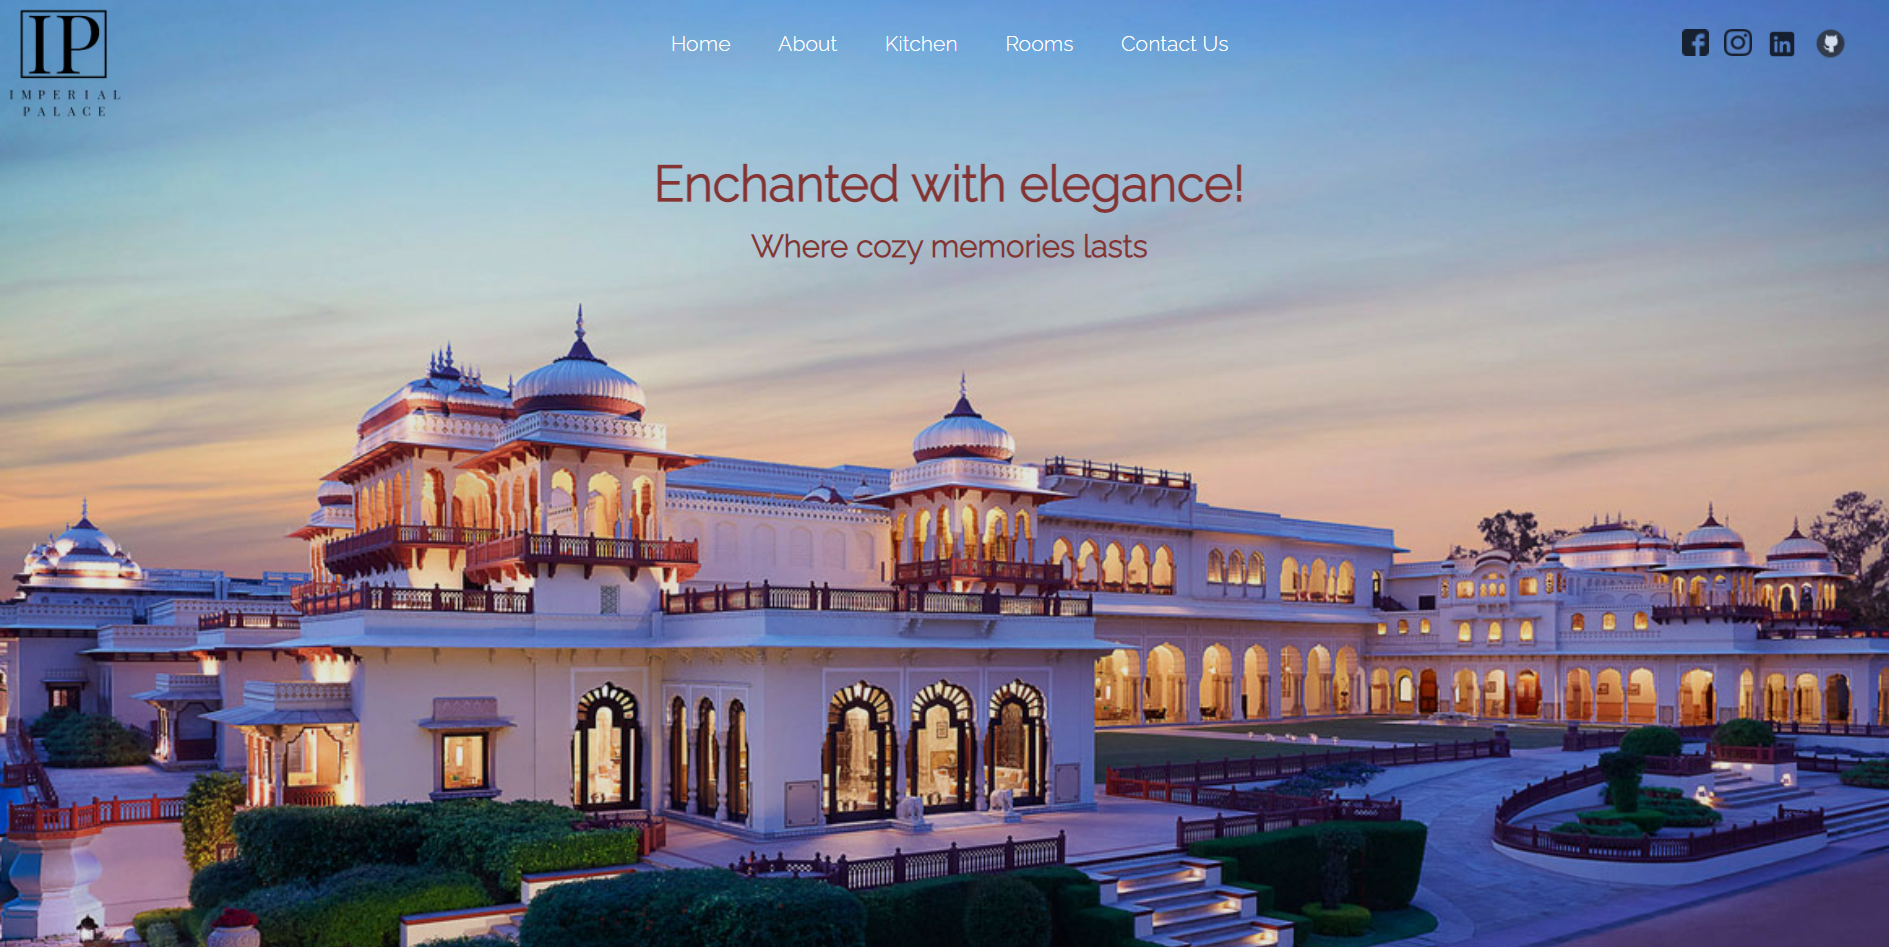 IP
IMPERIAL
PALACE
Home About Kitchen Rooms Contact Us
Enchanted with elegance!
Where cozy memories lasts